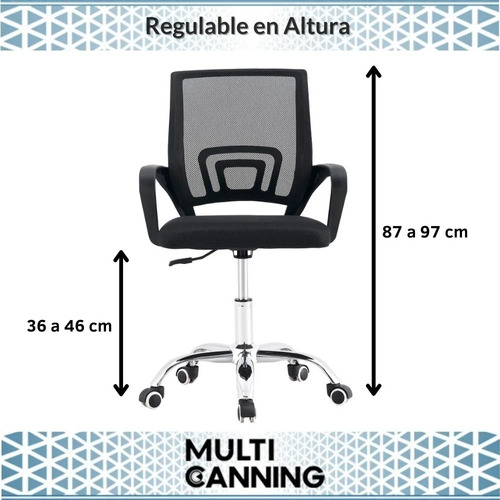 Regulable en Altura
87 a 97 cm
36 a 46 cm
MULTI
CANNING